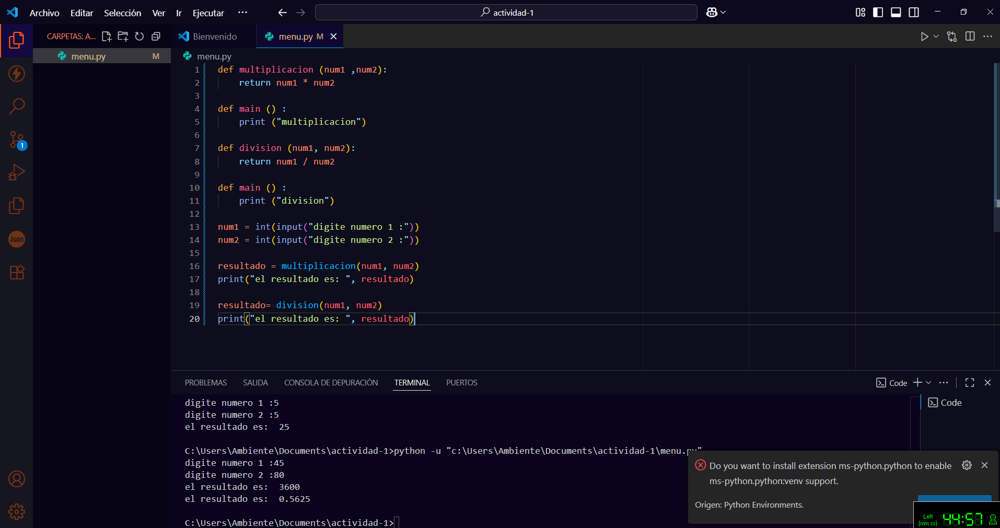 Archivo Editar Selección Ver Ir Ejecutar ··· actividad-1
CARPETAS: A... Bienvenido menu.py M
menu.py M
menu.py
1 def multiplicacion (num1 ,num2):
2     return num1 * num2
3
4 def main () :
5     print ("multiplicacion")
6
7 def division (num1, num2):
8     return num1 / num2
9
10 def main () :
11     print ("division")
12
13 num1 = int(input("digite numero 1 :"))
14 num2 = int(input("digite numero 2 :"))
15
16 resultado = multiplicacion(num1, num2)
17 print("el resultado es: ", resultado)
18
19 resultado= division(num1, num2)
20 print("el resultado es: ", resultado)
1
Json
PROBLEMAS SALIDA CONSOLA DE DEPURACIÓN TERMINAL PUERTOS
Code
Code
digite numero 1 :5
digite numero 2 :5
el resultado es:  25
C:\Users\Ambiente\Documents\actividad-1>python -u "c:\Users\Ambiente\Documents\actividad-1\menu.py"
digite numero 1 :45
digite numero 2 :80
el resultado es:  3600
el resultado es:  0.5625
C:\Users\Ambiente\Documents\actividad-1>
Do you want to install extension ms-python.python to enable
ms-python.python:venv support.
Origen: Python Environments.
Left
(mm:ss)
44:57